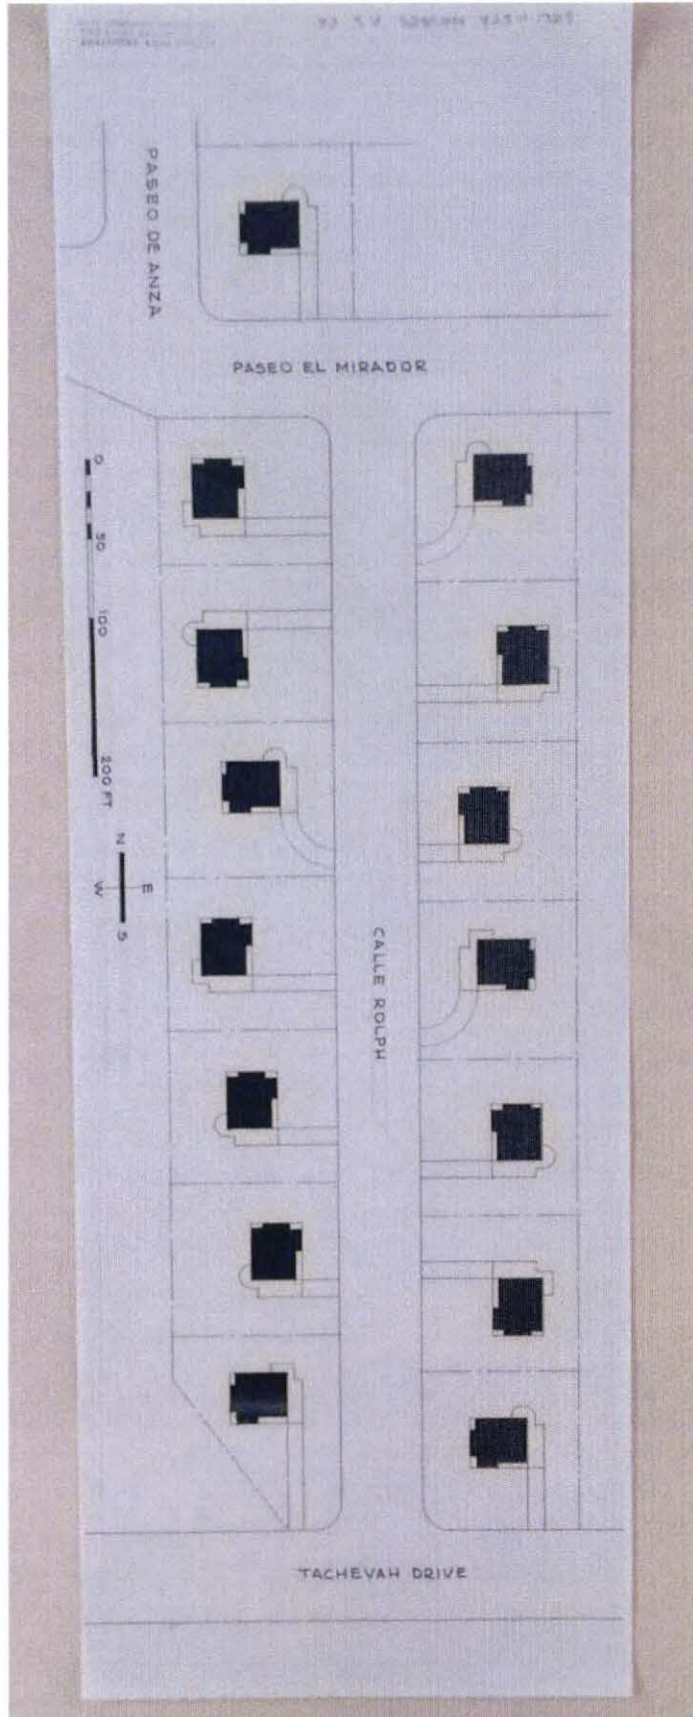 PASEO DE ANZA
PASEO EL MIRADOR
0
50
100
200 FT
N
W E
S
CALLE ROLPH
TACHEVAH DRIVE